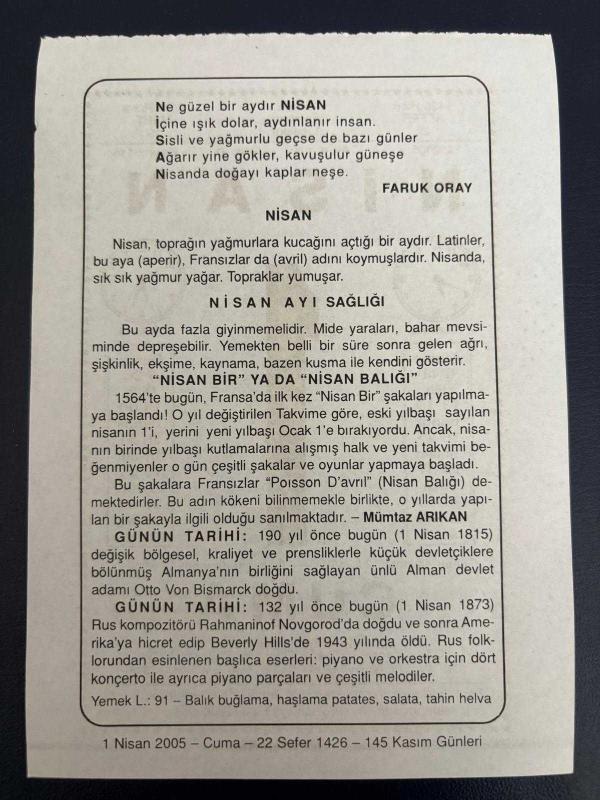 Ne güzel bir aydır NİSAN
İçine ışık dolar, aydınlanır insan.
Sisli ve yağmurlu geçse de bazı günler
Ağarır yine gökler, kavuşulur güneşe
Nisanda doğayı kaplar neşe.
FARUK ORAY
NİSAN
Nisan, toprağın yağmurlara kucağını açtığı bir aydır. Latinler,
bu aya (aperir), Fransızlar da (avril) adını koymuşlardır. Nisanda,
sık sık yağmur yağar. Topraklar yumuşar.
NİSAN AYI SAĞLIĞI
Bu ayda fazla giyinmemelidir. Mide yaraları, bahar mevsi-
minde depreşebilir. Yemekten belli bir süre sonra gelen ağrı,
şişkinlik, ekşime, kaynama, bazen kusma ile kendini gösterir.
“NİSAN BİR” YA DA “NİSAN BALIĞI”
1564'te bugün, Fransa'da ilk kez “Nisan Bir” şakaları yapılma-
ya başlandı! O yıl değiştirilen Takvime göre, eski yılbaşı sayılan
nisanın 1'i, yerini yeni yılbaşı Ocak 1'e bırakıyordu. Ancak, nisa-
nın birinde yılbaşı kutlamalarına alışmış halk ve yeni takvimi be-
ğenmiyenler o gün çeşitli şakalar ve oyunlar yapmaya başladı.
Bu şakalara Fransızlar “Poısson D'avrıl” (Nisan Balığı) de-
mektedirler. Bu adın kökeni bilinmemekle birlikte, o yıllarda yapı-
lan bir şakayla ilgili olduğu sanılmaktadır. – Mümtaz ARIKAN
GÜNÜN TARİHİ: 190 yıl önce bugün (1 Nisan 1815)
değişik bölgesel, kraliyet ve prensliklerle küçük devletçiklere
bölünmüş Almanya'nın birliğini sağlayan ünlü Alman devlet
adamı Otto Von Bismarck doğdu.
GÜNÜN TARİHİ: 132 yıl önce bugün (1 Nisan 1873)
Rus kompozitörü Rahmaninof Novgorod'da doğdu ve sonra Ame-
rika'ya hicret edip Beverly Hills'de 1943 yılında öldü. Rus folk-
lorundan esinlenen başlıca eserleri: piyano ve orkestra için dört
konçerto ile ayrıca piyano parçaları ve çeşitli melodiler.
Yemek L.: 91 – Balık buğlama, haşlama patates, salata, tahin helva
1 Nisan 2005 – Cuma – 22 Sefer 1426 – 145 Kasım Günleri